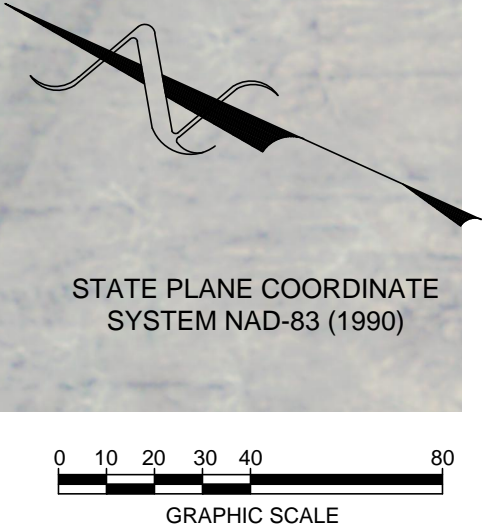 N
STATE PLANE COORDINATE
SYSTEM NAD-83 (1990)
0 10 20 30 40 80
GRAPHIC SCALE